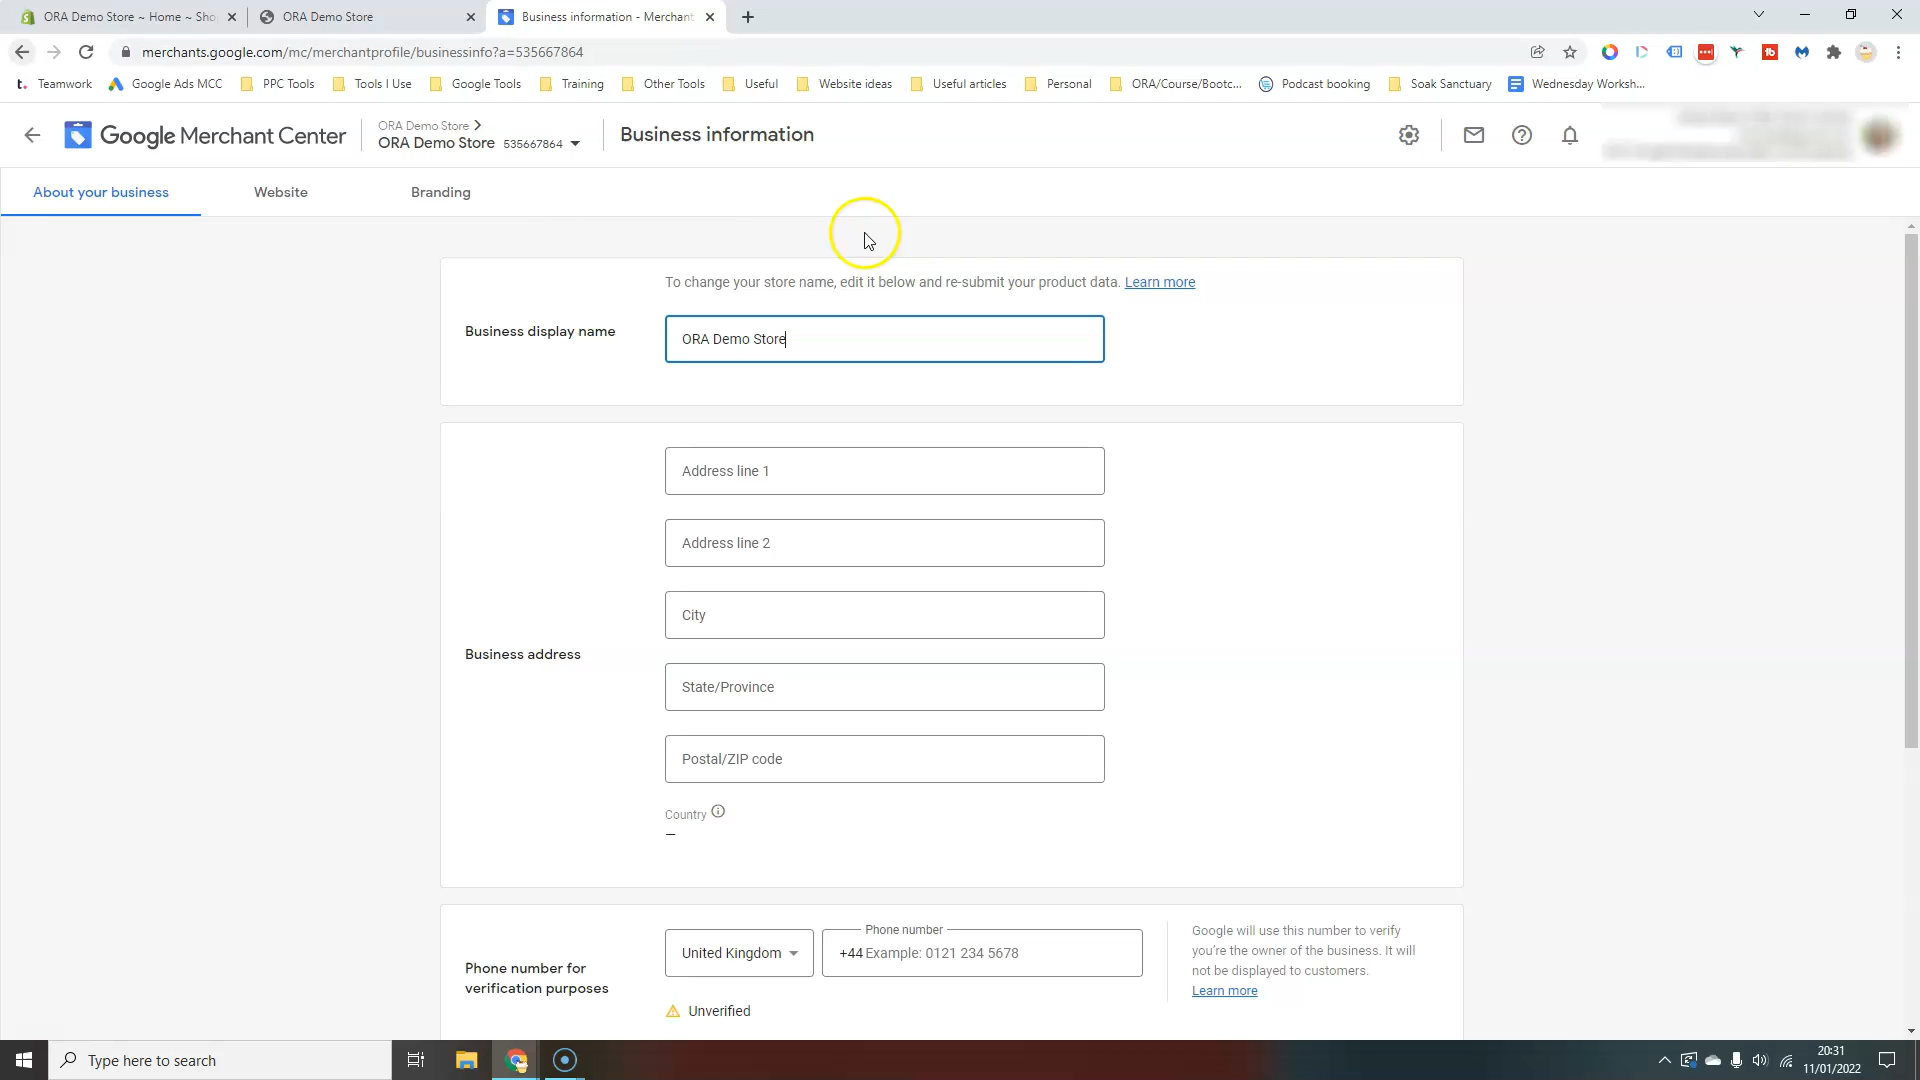 ORA Demo Store ~ Home ~ Sho
ORA Demo Store
Business information - Merchant
merchants.google.com/mc/merchantprofile/businessinfo?a=535667864
Teamwork
Google Ads MCC
PPC Tools
Tools I Use
Google Tools
Training
Other Tools
Useful
Website ideas
Useful articles
Personal
ORA/Course/Bootc...
Podcast booking
Soak Sanctuary
Wednesday Worksh...
Google Merchant Center
ORA Demo Store
ORA Demo Store 535667864
Business information
About your business
Website
Branding
To change your store name, edit it below and re-submit your product data. Learn more
Business display name
ORA Demo Store
Address line 1
Address line 2
City
Business address
State/Province
Postal/ZIP code
Country
Phone number for
verification purposes
United Kingdom
Phone number
+44 Example: 0121 234 5678
Unverified
Google will use this number to verify
you're the owner of the business. It will
not be displayed to customers.
Learn more
Type here to search
20:31
11/01/2022